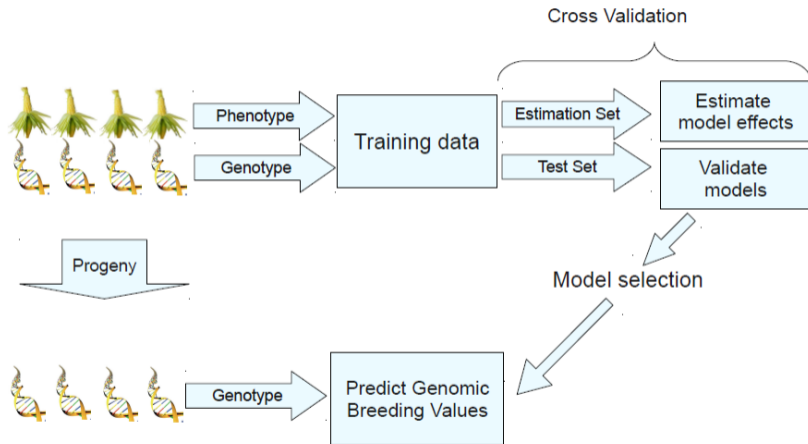 Cross Validation
Phenotype
Genotype
Training data
Estimation Set
Test Set
Estimate
model effects
Validate
models
Progeny
Model selection
Genotype
Predict Genomic
Breeding Values